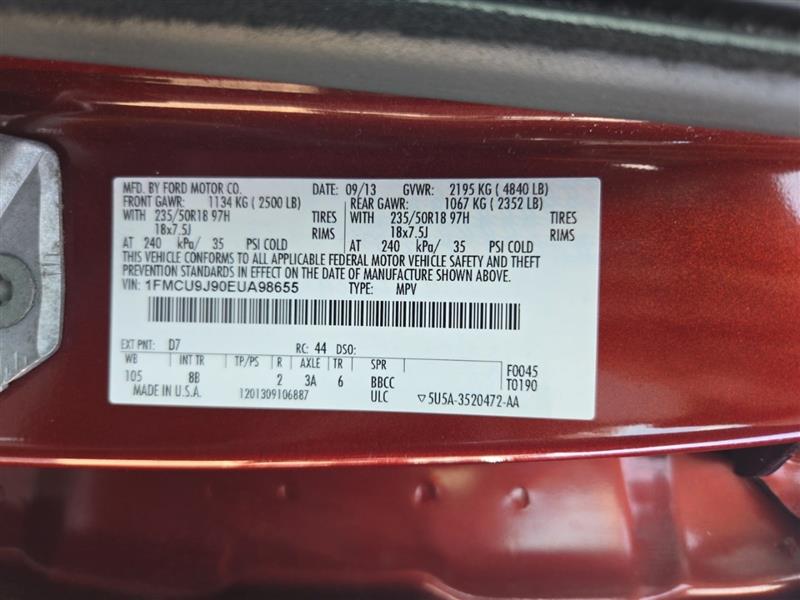 MFD. BY FORD MOTOR CO. DATE: 09/13 GVWR: 2195 KG ( 4840 LB)
FRONT GAWR: 1134 KG ( 2500 LB) REAR GAWR: 1067 KG ( 2352 LB)
WITH 235/50R18 97H TIRES WITH 235/50R18 97H TIRES
18x7.5J RIMS 18x7.5J RIMS
AT 240 kPa/ 35 PSI COLD AT 240 kPa/ 35 PSI COLD
THIS VEHICLE CONFORMS TO ALL APPLICABLE FEDERAL MOTOR VEHICLE SAFETY AND THEFT
PREVENTION STANDARDS IN EFFECT ON THE DATE OF MANUFACTURE SHOWN ABOVE.
VIN: 1FMCU9J90EUA98655 TYPE: MPV
EXT PNT: D7 RC: 44 DSO:
WB INT TR TP/PS R AXLE TR SPR F0045
105 8B 2 3A 6 BBCC T0190
MADE IN U.S.A. 1201309106887 ULC ▽5U5A-3520472-AA